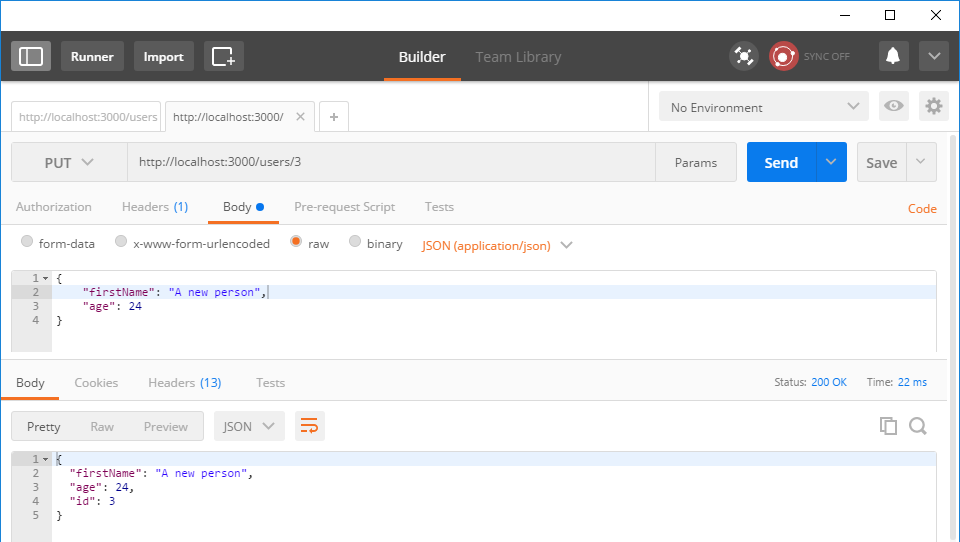 Runner Import Builder Team Library SYNC OFF
http://localhost:3000/users http://localhost:3000/ × + No Environment
PUT http://localhost:3000/users/3 Params Send Save
Authorization Headers (1) Body Pre-request Script Tests Code
form-data x-www-form-urlencoded raw binary JSON (application/json)
1 {
2 "firstName": "A new person",
3 "age": 24
4 }
Body Cookies Headers (13) Tests Status: 200 OK Time: 22 ms
Pretty Raw Preview JSON
1 {
2 "firstName": "A new person",
3 "age": 24,
4 "id": 3
5 }